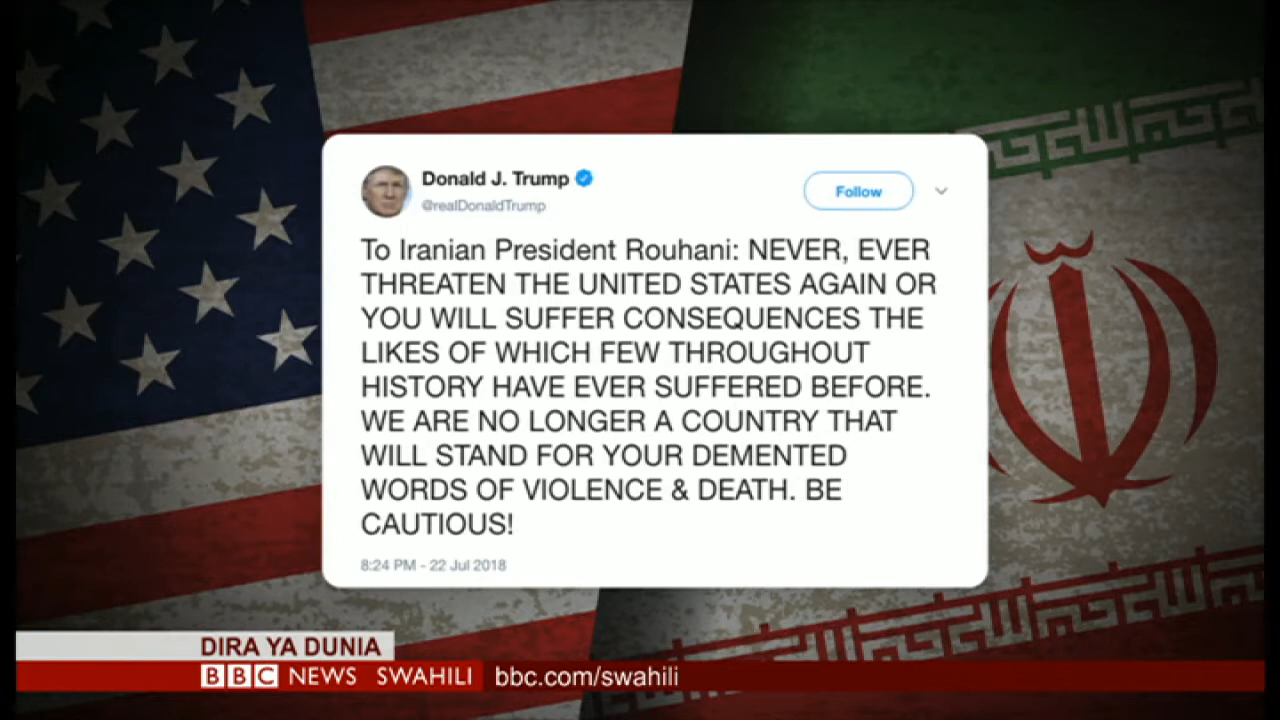 Donald J. Trump
@realDonaldTrump
Follow
To Iranian President Rouhani: NEVER, EVER
THREATEN THE UNITED STATES AGAIN OR
YOU WILL SUFFER CONSEQUENCES THE
LIKES OF WHICH FEW THROUGHOUT
HISTORY HAVE EVER SUFFERED BEFORE.
WE ARE NO LONGER A COUNTRY THAT
WILL STAND FOR YOUR DEMENTED
WORDS OF VIOLENCE & DEATH. BE
CAUTIOUS!
8:24 PM - 22 Jul 2018
DIRA YA DUNIA
BBC NEWS SWAHILI bbc.com/swahili